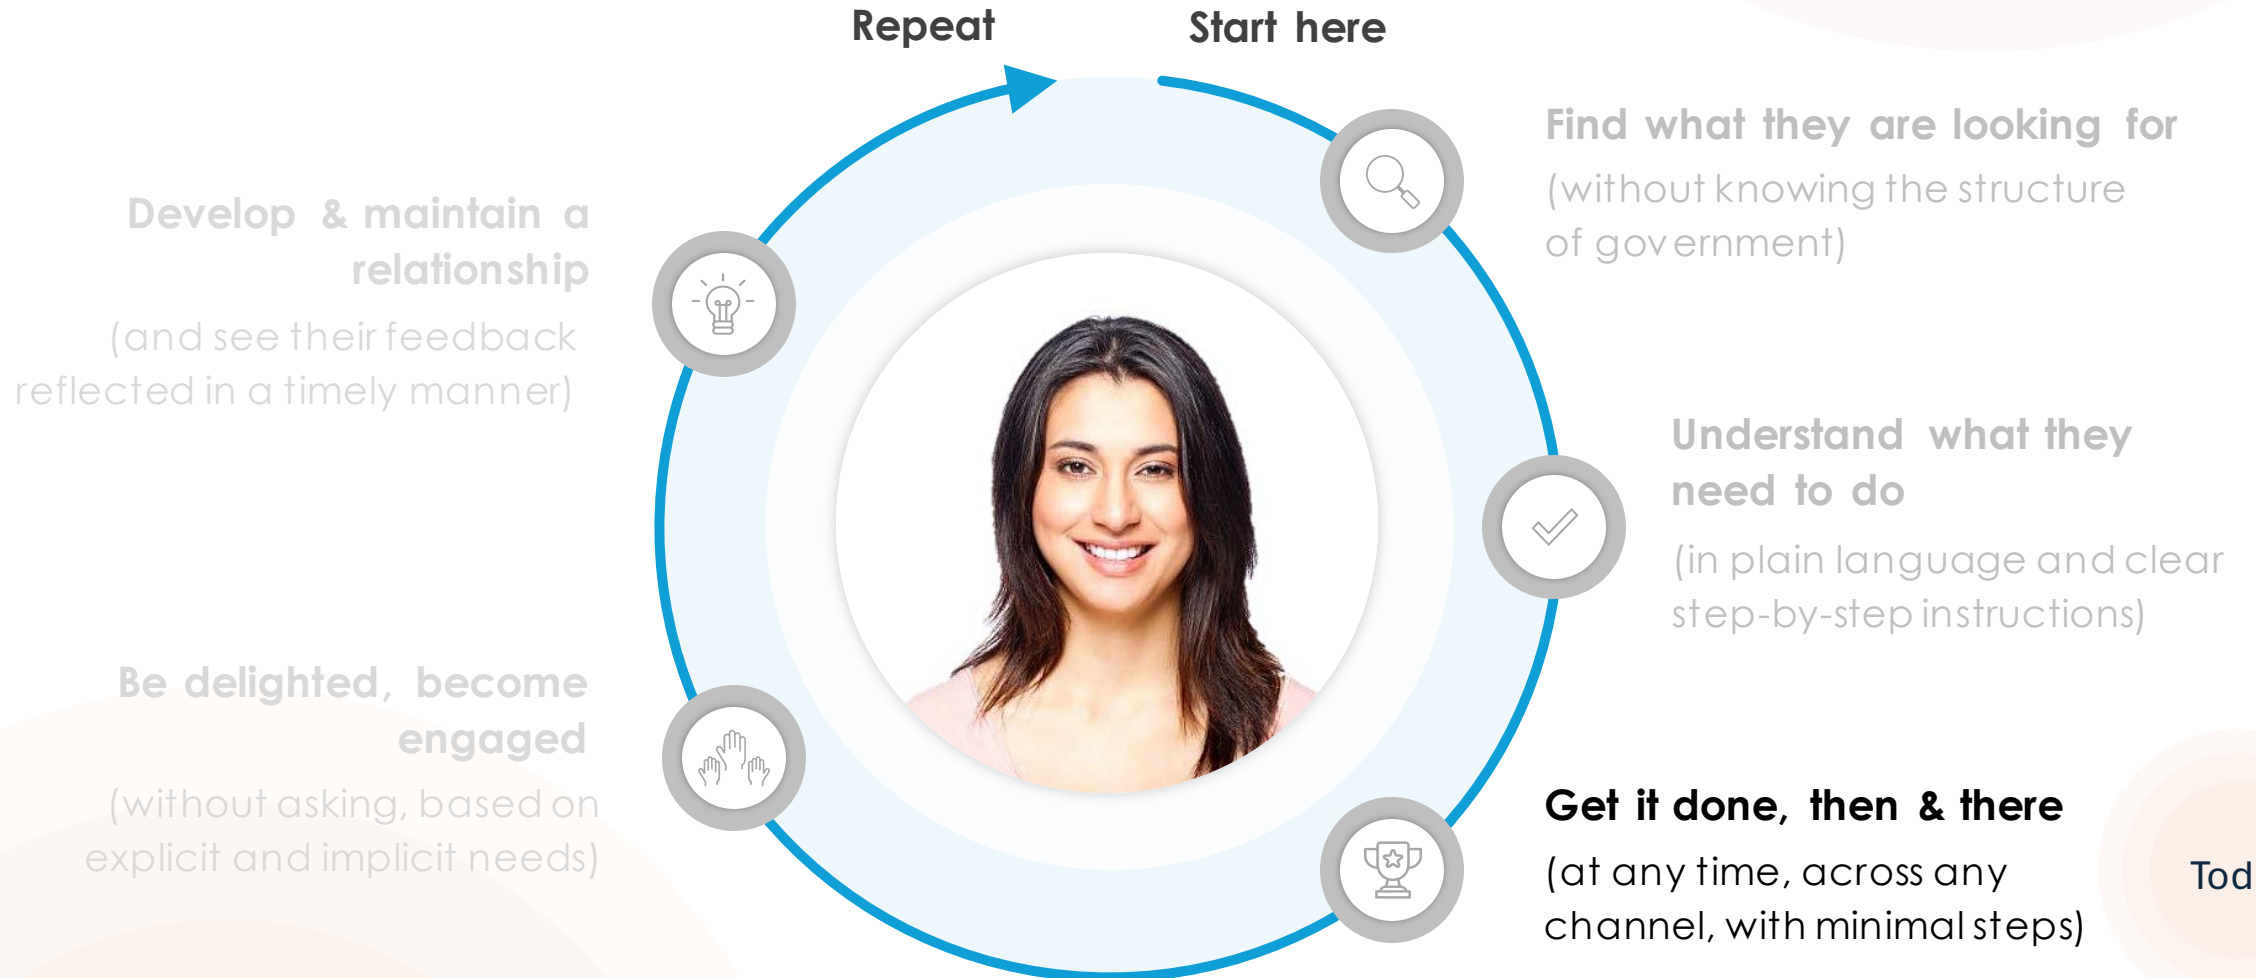 Repeat
Start here
Find what they are looking for
(without knowing the structure
of government)
Understand what they
need to do
(in plain language and clear
step-by-step instructions)
Get it done, then & there
(at any time, across any
channel, with minimal steps)
Tod
Be delighted, become
engaged
(without asking, based on
explicit and implicit needs)
Develop & maintain a
relationship
(and see their feedback
reflected in a timely manner)